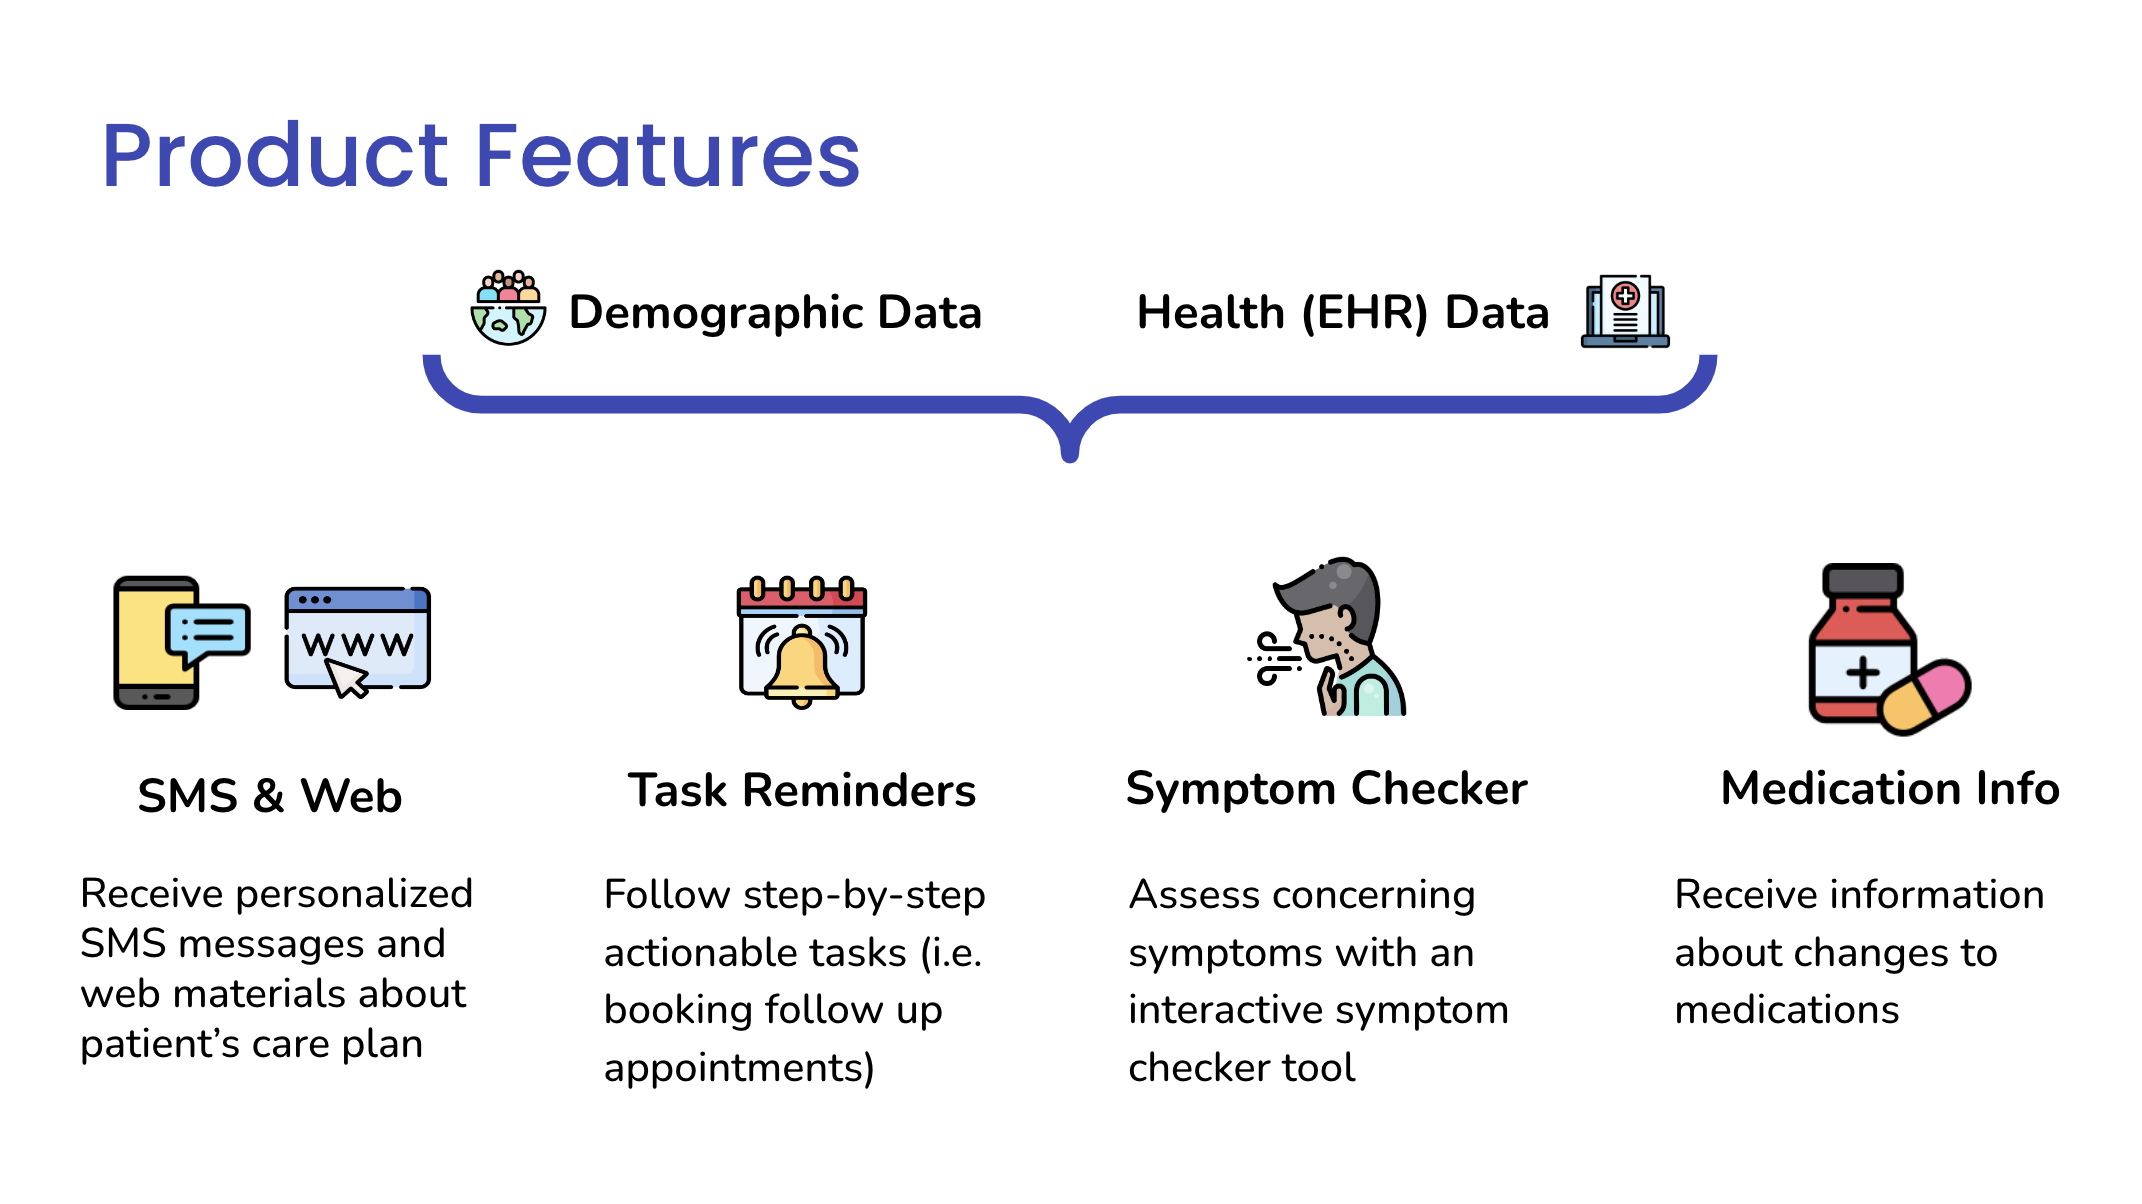 Product Features
Demographic Data
Health (EHR) Data
WWW
SMS & Web
Receive personalized
SMS messages and
web materials about
patient’s care plan
Task Reminders
Follow step-by-step
actionable tasks (i.e.
booking follow up
appointments)
Symptom Checker
Assess concerning
symptoms with an
interactive symptom
checker tool
Medication Info
Receive information
about changes to
medications